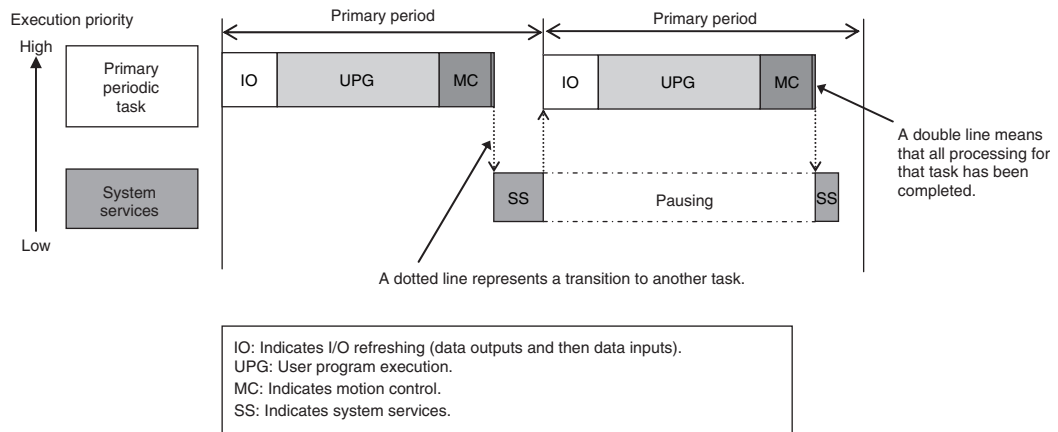 Execution priority
Primary period
Primary period
High
Primary
periodic
task
IO
UPG
MC
IO
UPG
MC
A double line means
that all processing for
that task has been
completed.
System
services
SS
Pausing
SS
Low
A dotted line represents a transition to another task.
IO: Indicates I/O refreshing (data outputs and then data inputs).
UPG: User program execution.
MC: Indicates motion control.
SS: Indicates system services.